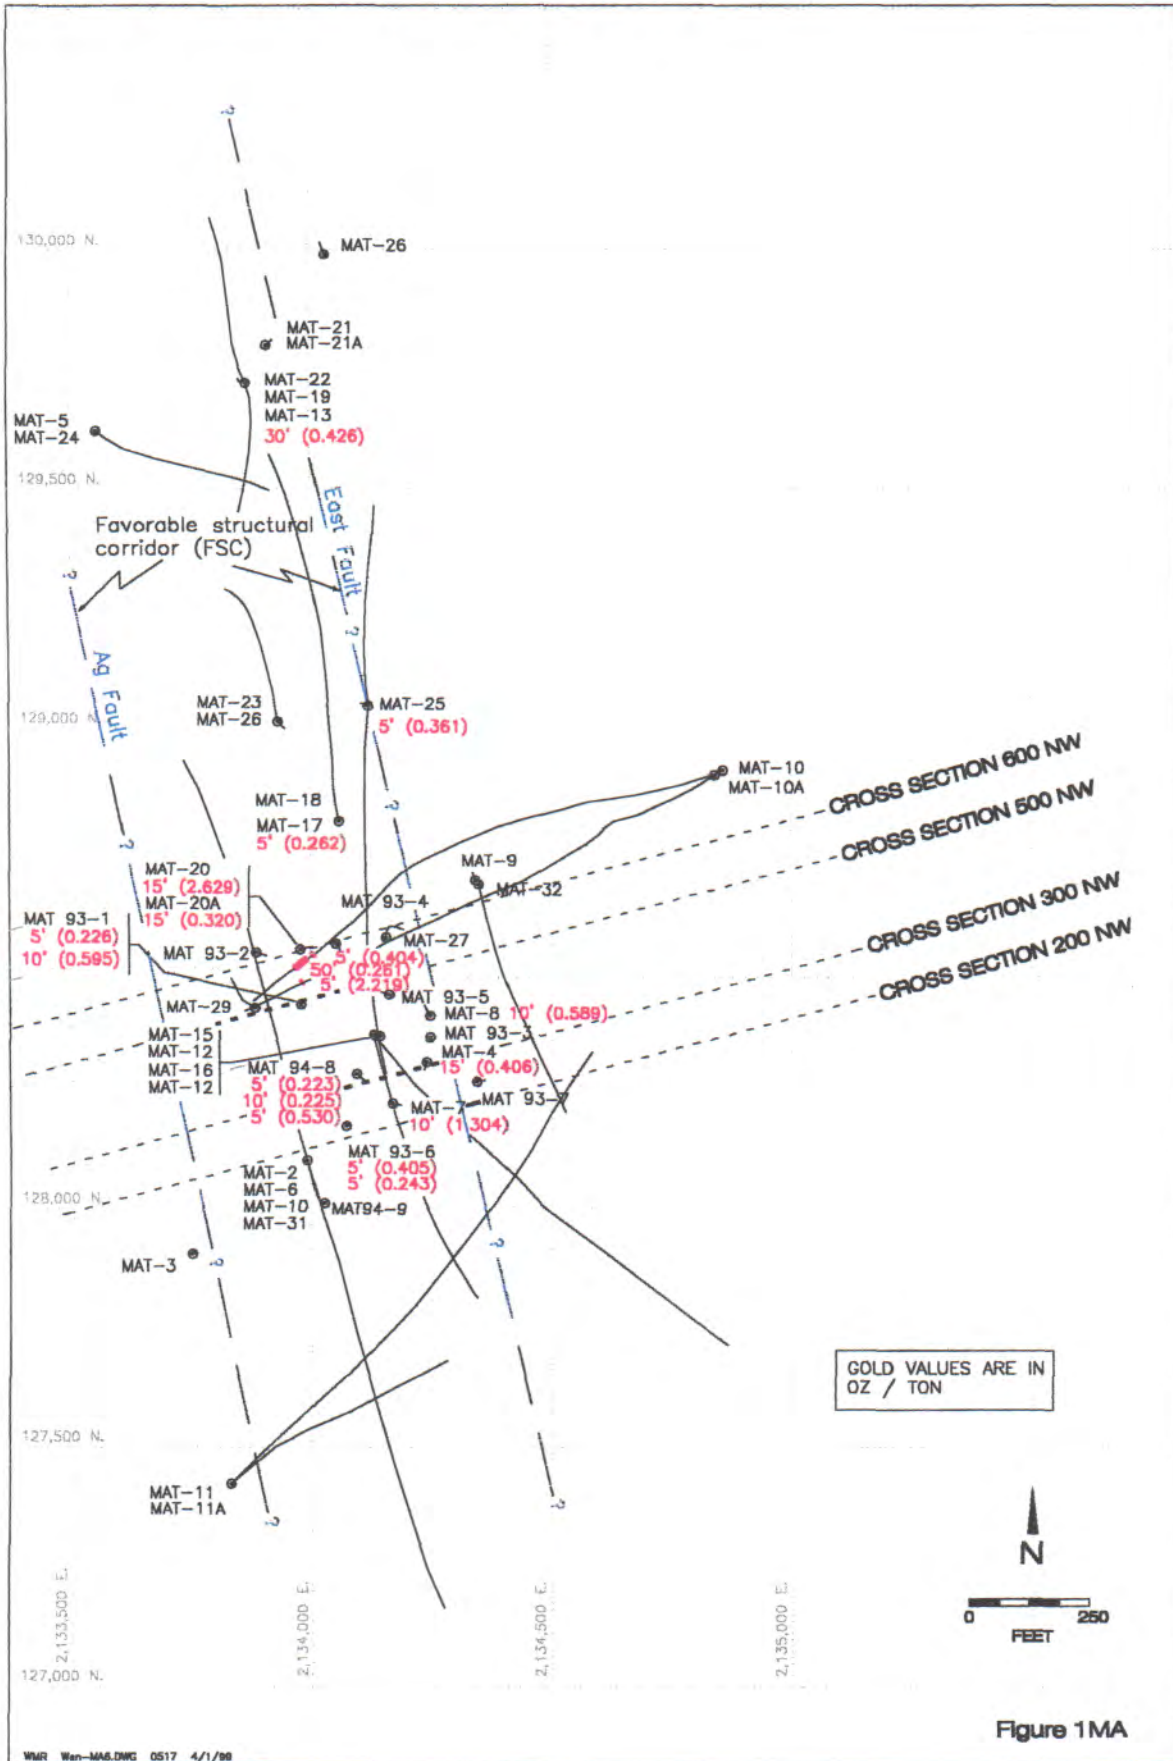 ?
130,000 N.
MAT-26
MAT-21
MAT-21A
MAT-22
MAT-19
MAT-13
30' (0.426)
MAT-5
MAT-24
129,500 N.
East Fault
Favorable structural
corridor (FSC)
?
?
Ag Fault
MAT-23
MAT-26
129,000 N.
MAT-25
5' (0.361)
MAT-10
MAT-10A
CROSS SECTION 600 NW
CROSS SECTION 500 NW
CROSS SECTION 300 NW
CROSS SECTION 200 NW
?
?
MAT-18
MAT-17
5' (0.262)
MAT-9
MAT-32
MAT-20
15' (2.629)
MAT-20A
15' (0.320)
MAT 93-4
MAT 93-1
5' (0.226)
10' (0.595)
MAT 93-2
MAT-27
5' (0.404)
50' (0.261)
5' (2.219)
MAT-29
MAT 93-5
MAT-8 10' (0.589)
MAT 93-3
MAT-15
MAT-12
MAT-16
MAT-12
MAT-4
15' (0.406)
MAT 94-8
5' (0.223)
10' (0.225)
5' (0.530)
MAT 93-7
MAT-7
10' (1.304)
MAT 93-6
5' (0.405)
5' (0.243)
128,000 N.
MAT-2
MAT-6
MAT-10
MAT-31
MAT94-9
MAT-3
?
?
GOLD VALUES ARE IN
OZ / TON
127,500 N.
MAT-11
MAT-11A
?
?
N
0 250
FEET
2,133,500 E.
2,134,000 E.
2,134,500 E.
2,135,000 E.
127,000 N.
Figure 1MA
WMR Wan-MA6.DWG 0517 4/1/99